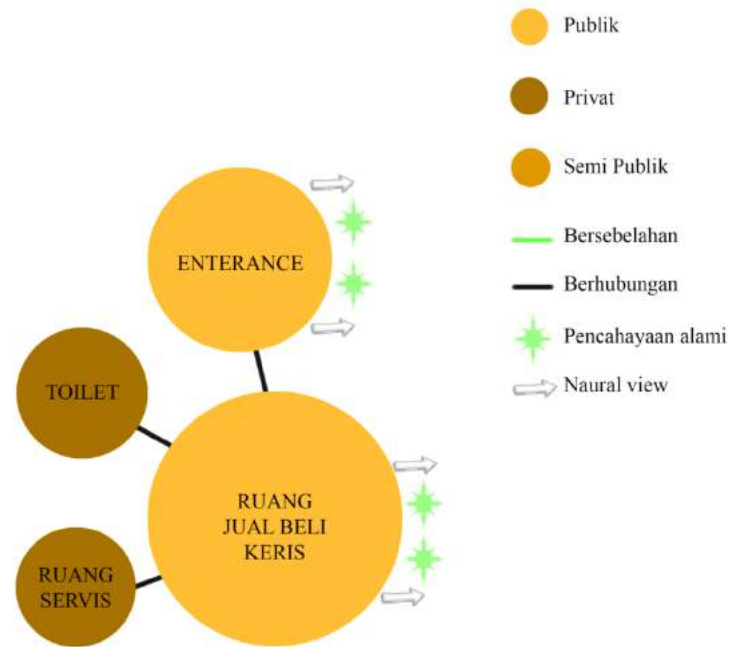 Publik
Privat
Semi Publik
Bersebelahan
Berhubungan
Pencahayaan alami
Naural view
ENTERANCE
TOILET
RUANG
JUAL BELI
KERIS
RUANG
SERVIS